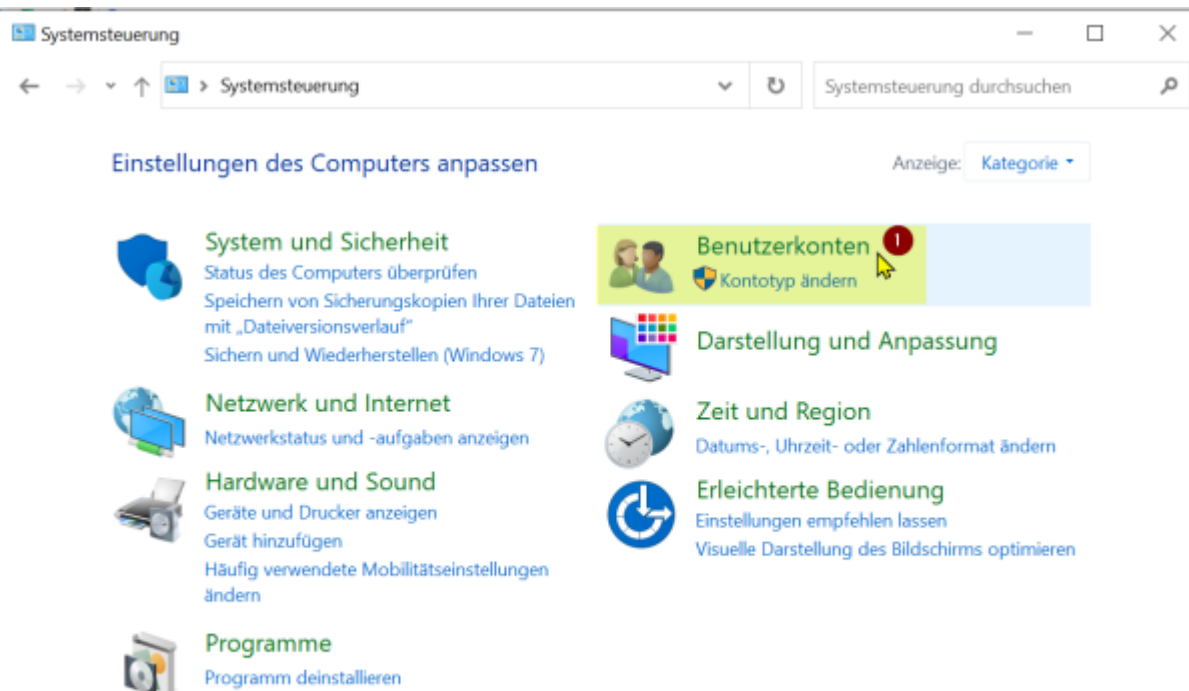 Systemsteuerung
Systemsteuerung
Systemsteuerung durchsuchen
Einstellungen des Computers anpassen
Anzeige: Kategorie
System und Sicherheit
Status des Computers überprüfen
Speichern von Sicherungskopien Ihrer Dateien
mit „Dateiversionsverlauf“
Sichern und Wiederherstellen (Windows 7)
Netzwerk und Internet
Netzwerkstatus und -aufgaben anzeigen
Hardware und Sound
Geräte und Drucker anzeigen
Gerät hinzufügen
Häufig verwendete Mobilitätseinstellungen
ändern
Programme
Programm deinstallieren
Benutzerkonten 1
Kontotyp ändern
Darstellung und Anpassung
Zeit und Region
Datums-, Uhrzeit- oder Zahlenformat ändern
Erleichterte Bedienung
Einstellungen empfehlen lassen
Visuelle Darstellung des Bildschirms optimieren